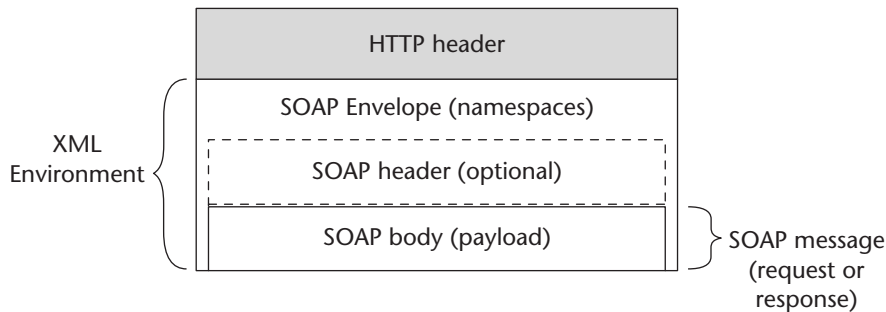 HTTP header
SOAP Envelope (namespaces)
XML
Environment
SOAP header (optional)
SOAP body (payload)
SOAP message
(request or
response)